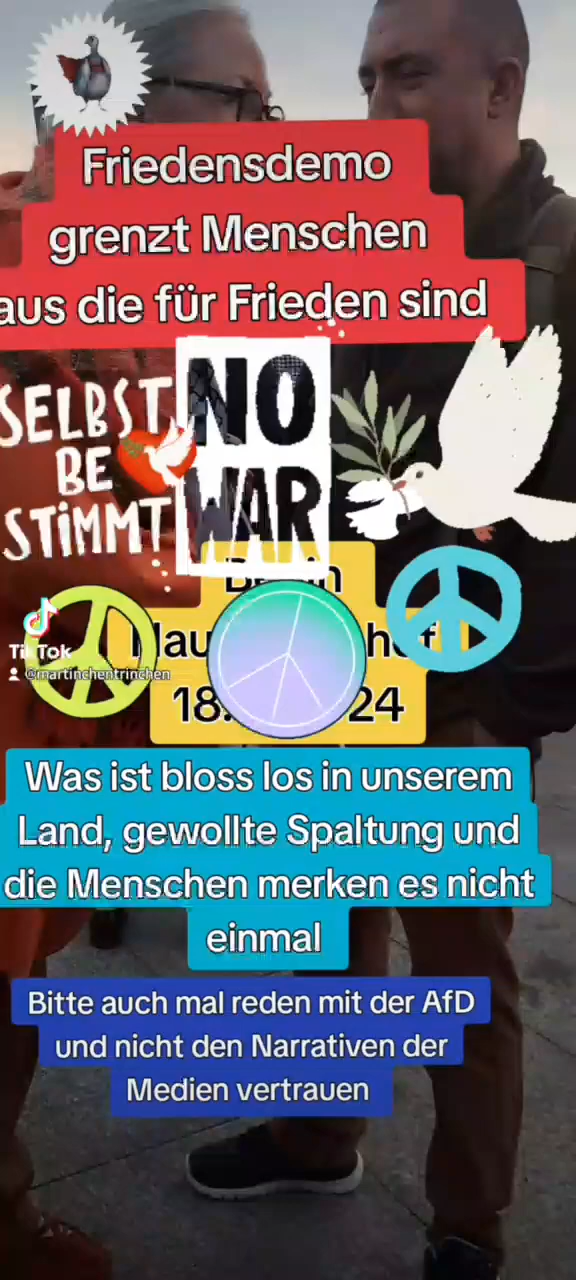 Friedensdemo
grenzt Menschen
aus die für Frieden sind
SELBST
BE
STiMMT
NO
WAR
TikTok
@martinchentrinchen
Was ist bloss los in unserem
Land, gewollte Spaltung und
die Menschen merken es nicht
einmal
Bitte auch mal reden mit der AfD
und nicht den Narrativen der
Medien vertrauen